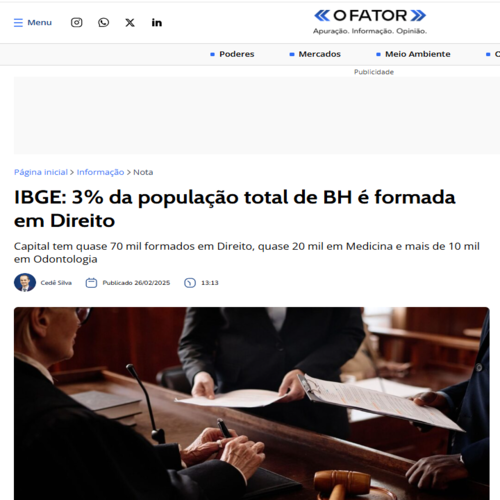 Menu
O FATOR
Apuração. Informação. Opinião.
Poderes
Mercados
Meio Ambiente
Publicidade
Página inicial > Informação > Nota
IBGE: 3% da população total de BH é formada
em Direito
Capital tem quase 70 mil formados em Direito, quase 20 mil em Medicina e mais de 10 mil
em Odontologia
Cedê Silva
Publicado 26/02/2025
13:13